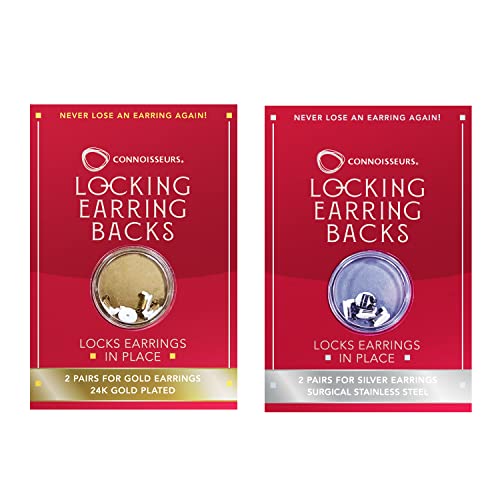 NEVER LOSE AN EARRING AGAIN!
CONNOISSEURS®
LOCKING
EARRING
BACKS
LOCKS EARRINGS
IN PLACE
2 PAIRS FOR GOLD EARRINGS
24K GOLD PLATED
NEVER LOSE AN EARRING AGAIN!
CONNOISSEURS®
LOCKING
EARRING
BACKS
LOCKS EARRINGS
IN PLACE
2 PAIRS FOR SILVER EARRINGS
SURGICAL STAINLESS STEEL